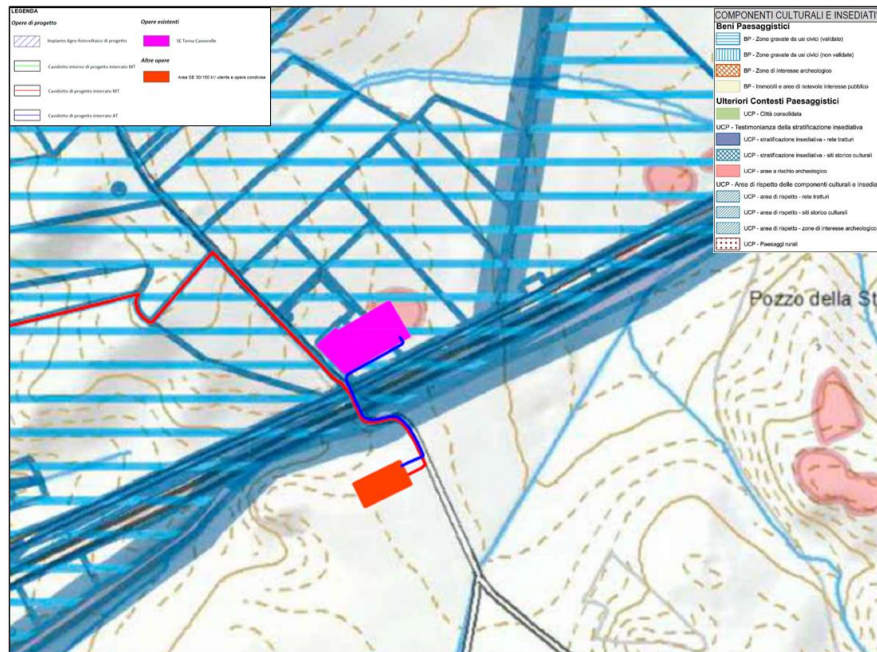 LEGENDA
Opere di progetto
Impianto Agro-fotovoltaico di progetto
Cavidotto interno di progetto interrato MT
Cavidotto di progetto interrato MT
Cavidotto di progetto interrato AT
Opere esistenti
SE Terna Camerelle
Altre opere
Area SE 30/150 kV utente e opere condivise
COMPONENTI CULTURALI E INSEDIATI
Beni Paesaggistici
BP - Zone gravate da usi civici (validato)
BP - Zone gravate da usi civici (non validate)
BP - Zone di interesse archeologico
BP - Immobili e aree di notevole interesse pubblico
Ulteriori Contesti Paesaggistici
UCP - Città consolidata
UCP - Testimonianza della stratificazione insediativa
UCP - stratificazione insediativa - rete tratturi
UCP - stratificazione insediativa - siti storico culturali
UCP - aree a rischio archeologico
UCP - Area di rispetto delle componenti culturali e insedia
UCP - area di rispetto - rete tratturi
UCP - area di rispetto - siti storico culturali
UCP - area di rispetto - zone di interesse archeologico
UCP - Paesaggi rurali
Pozzo della St